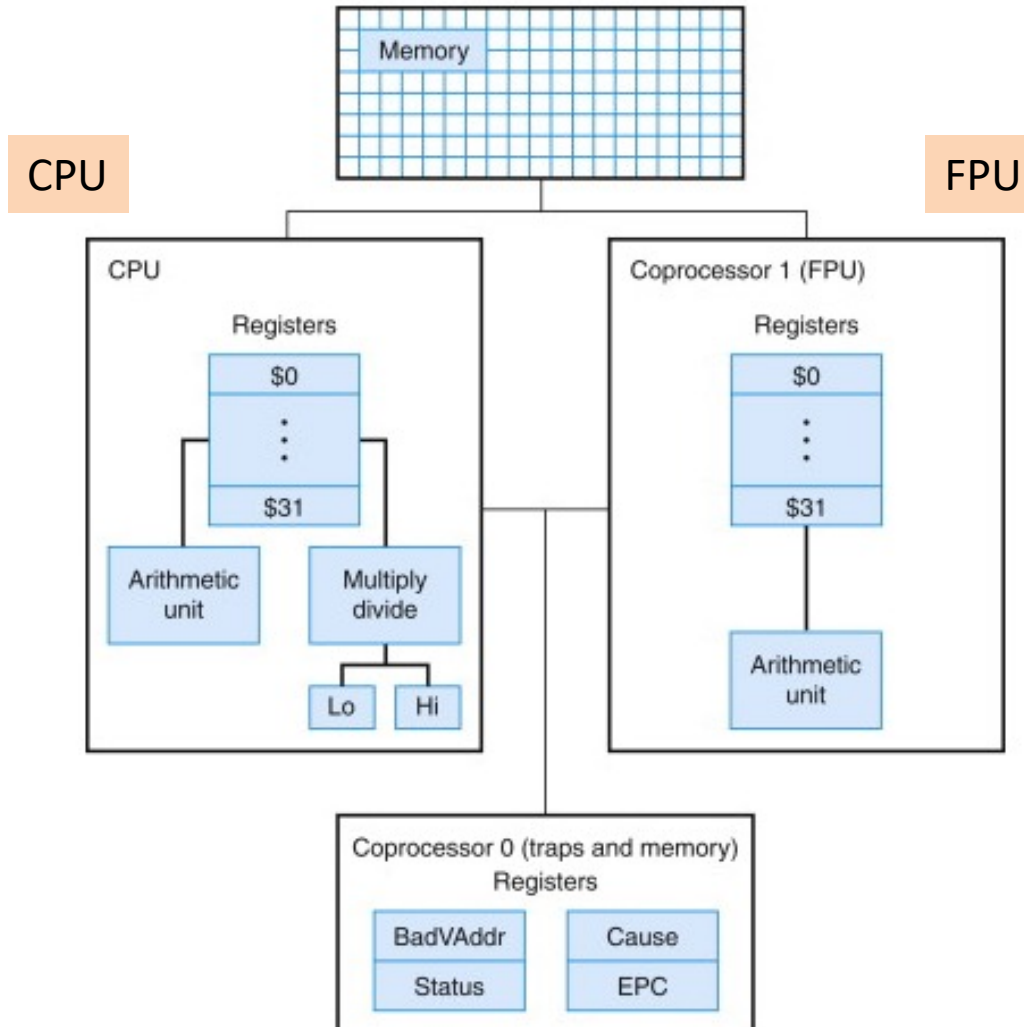 Memory
CPU
FPU
CPU
Registers
$0
$31
Arithmetic
unit
Multiply
divide
Lo
Hi
Coprocessor 1 (FPU)
Registers
$0
$31
Arithmetic
unit
Coprocessor 0 (traps and memory)
Registers
BadVAddr
Cause
Status
EPC